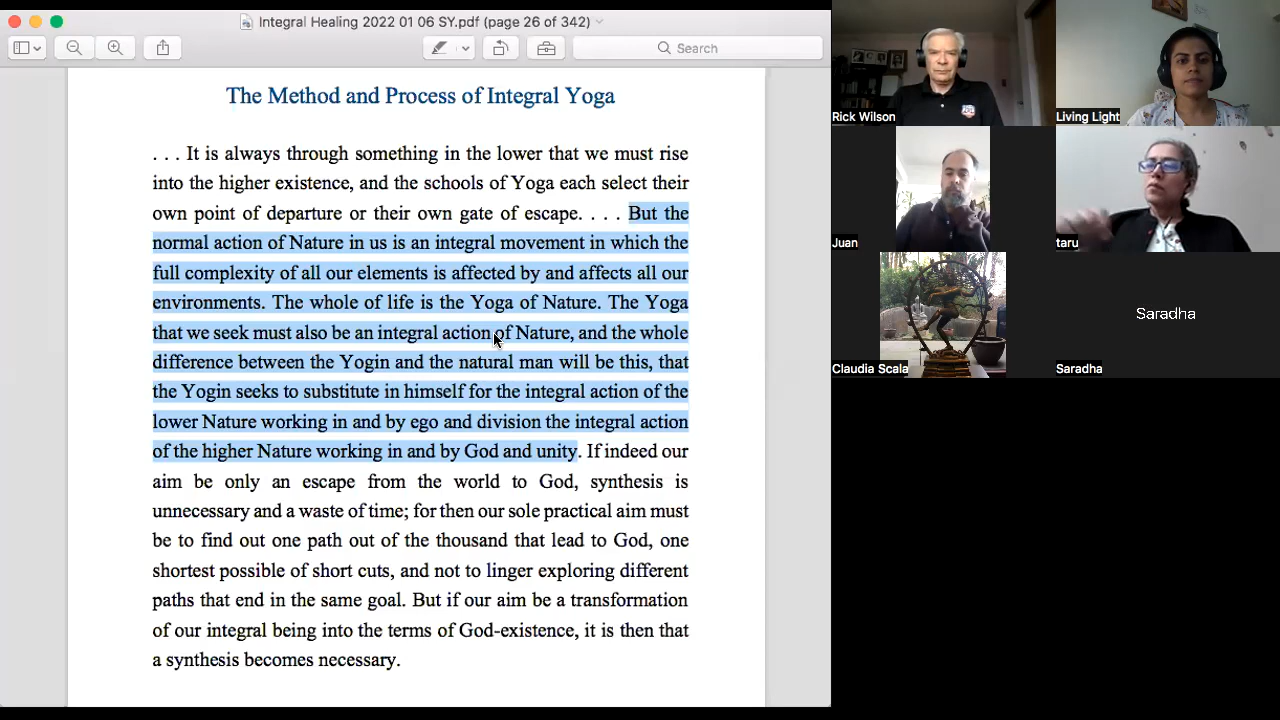 Integral Healing 2022 01 06 SY.pdf (page 26 of 342)
Search
The Method and Process of Integral Yoga
. . . It is always through something in the lower that we must rise
into the higher existence, and the schools of Yoga each select their
own point of departure or their own gate of escape. . . . But the
normal action of Nature in us is an integral movement in which the
full complexity of all our elements is affected by and affects all our
environments. The whole of life is the Yoga of Nature. The Yoga
that we seek must also be an integral action of Nature, and the whole
difference between the Yogin and the natural man will be this, that
the Yogin seeks to substitute in himself for the integral action of the
lower Nature working in and by ego and division the integral action
of the higher Nature working in and by God and unity. If indeed our
aim be only an escape from the world to God, synthesis is
unnecessary and a waste of time; for then our sole practical aim must
be to find out one path out of the thousand that lead to God, one
shortest possible of short cuts, and not to linger exploring different
paths that end in the same goal. But if our aim be a transformation
of our integral being into the terms of God-existence, it is then that
a synthesis becomes necessary.
Rick Wilson
Living Light
Juan
taru
Claudia Scala
Saradha
Saradha